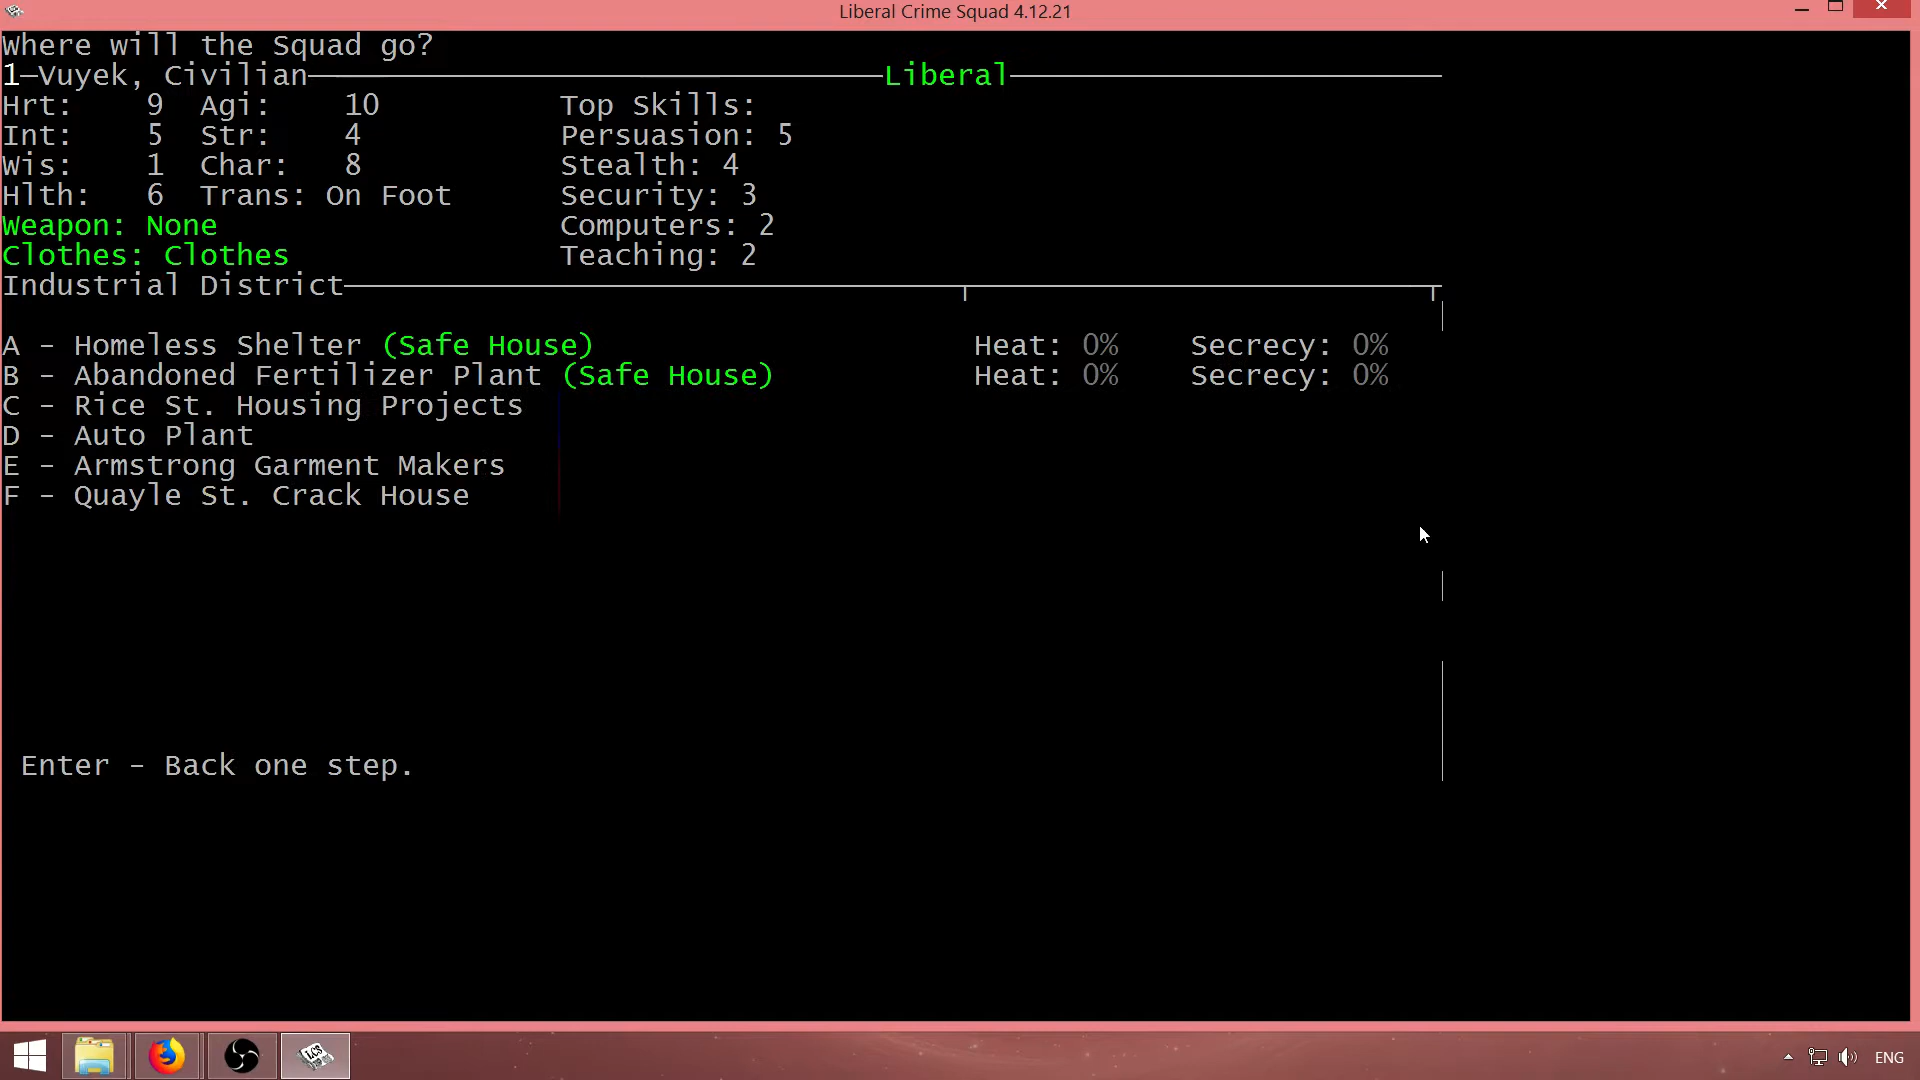 Liberal Crime Squad 4.12.21
Where will the Squad go?
1—Vuyek, Civilian Liberal
Hrt: 9 Agi: 10 Top Skills:
Int: 5 Str: 4 Persuasion: 5
Wis: 1 Char: 8 Stealth: 4
Hlth: 6 Trans: On Foot Security: 3
Weapon: None Computers: 2
Clothes: Clothes Teaching: 2
Industrial District
A - Homeless Shelter (Safe House) Heat: 0% Secrecy: 0%
B - Abandoned Fertilizer Plant (Safe House) Heat: 0% Secrecy: 0%
C - Rice St. Housing Projects
D - Auto Plant
E - Armstrong Garment Makers
F - Quayle St. Crack House
Enter - Back one step.
LCS
ENG